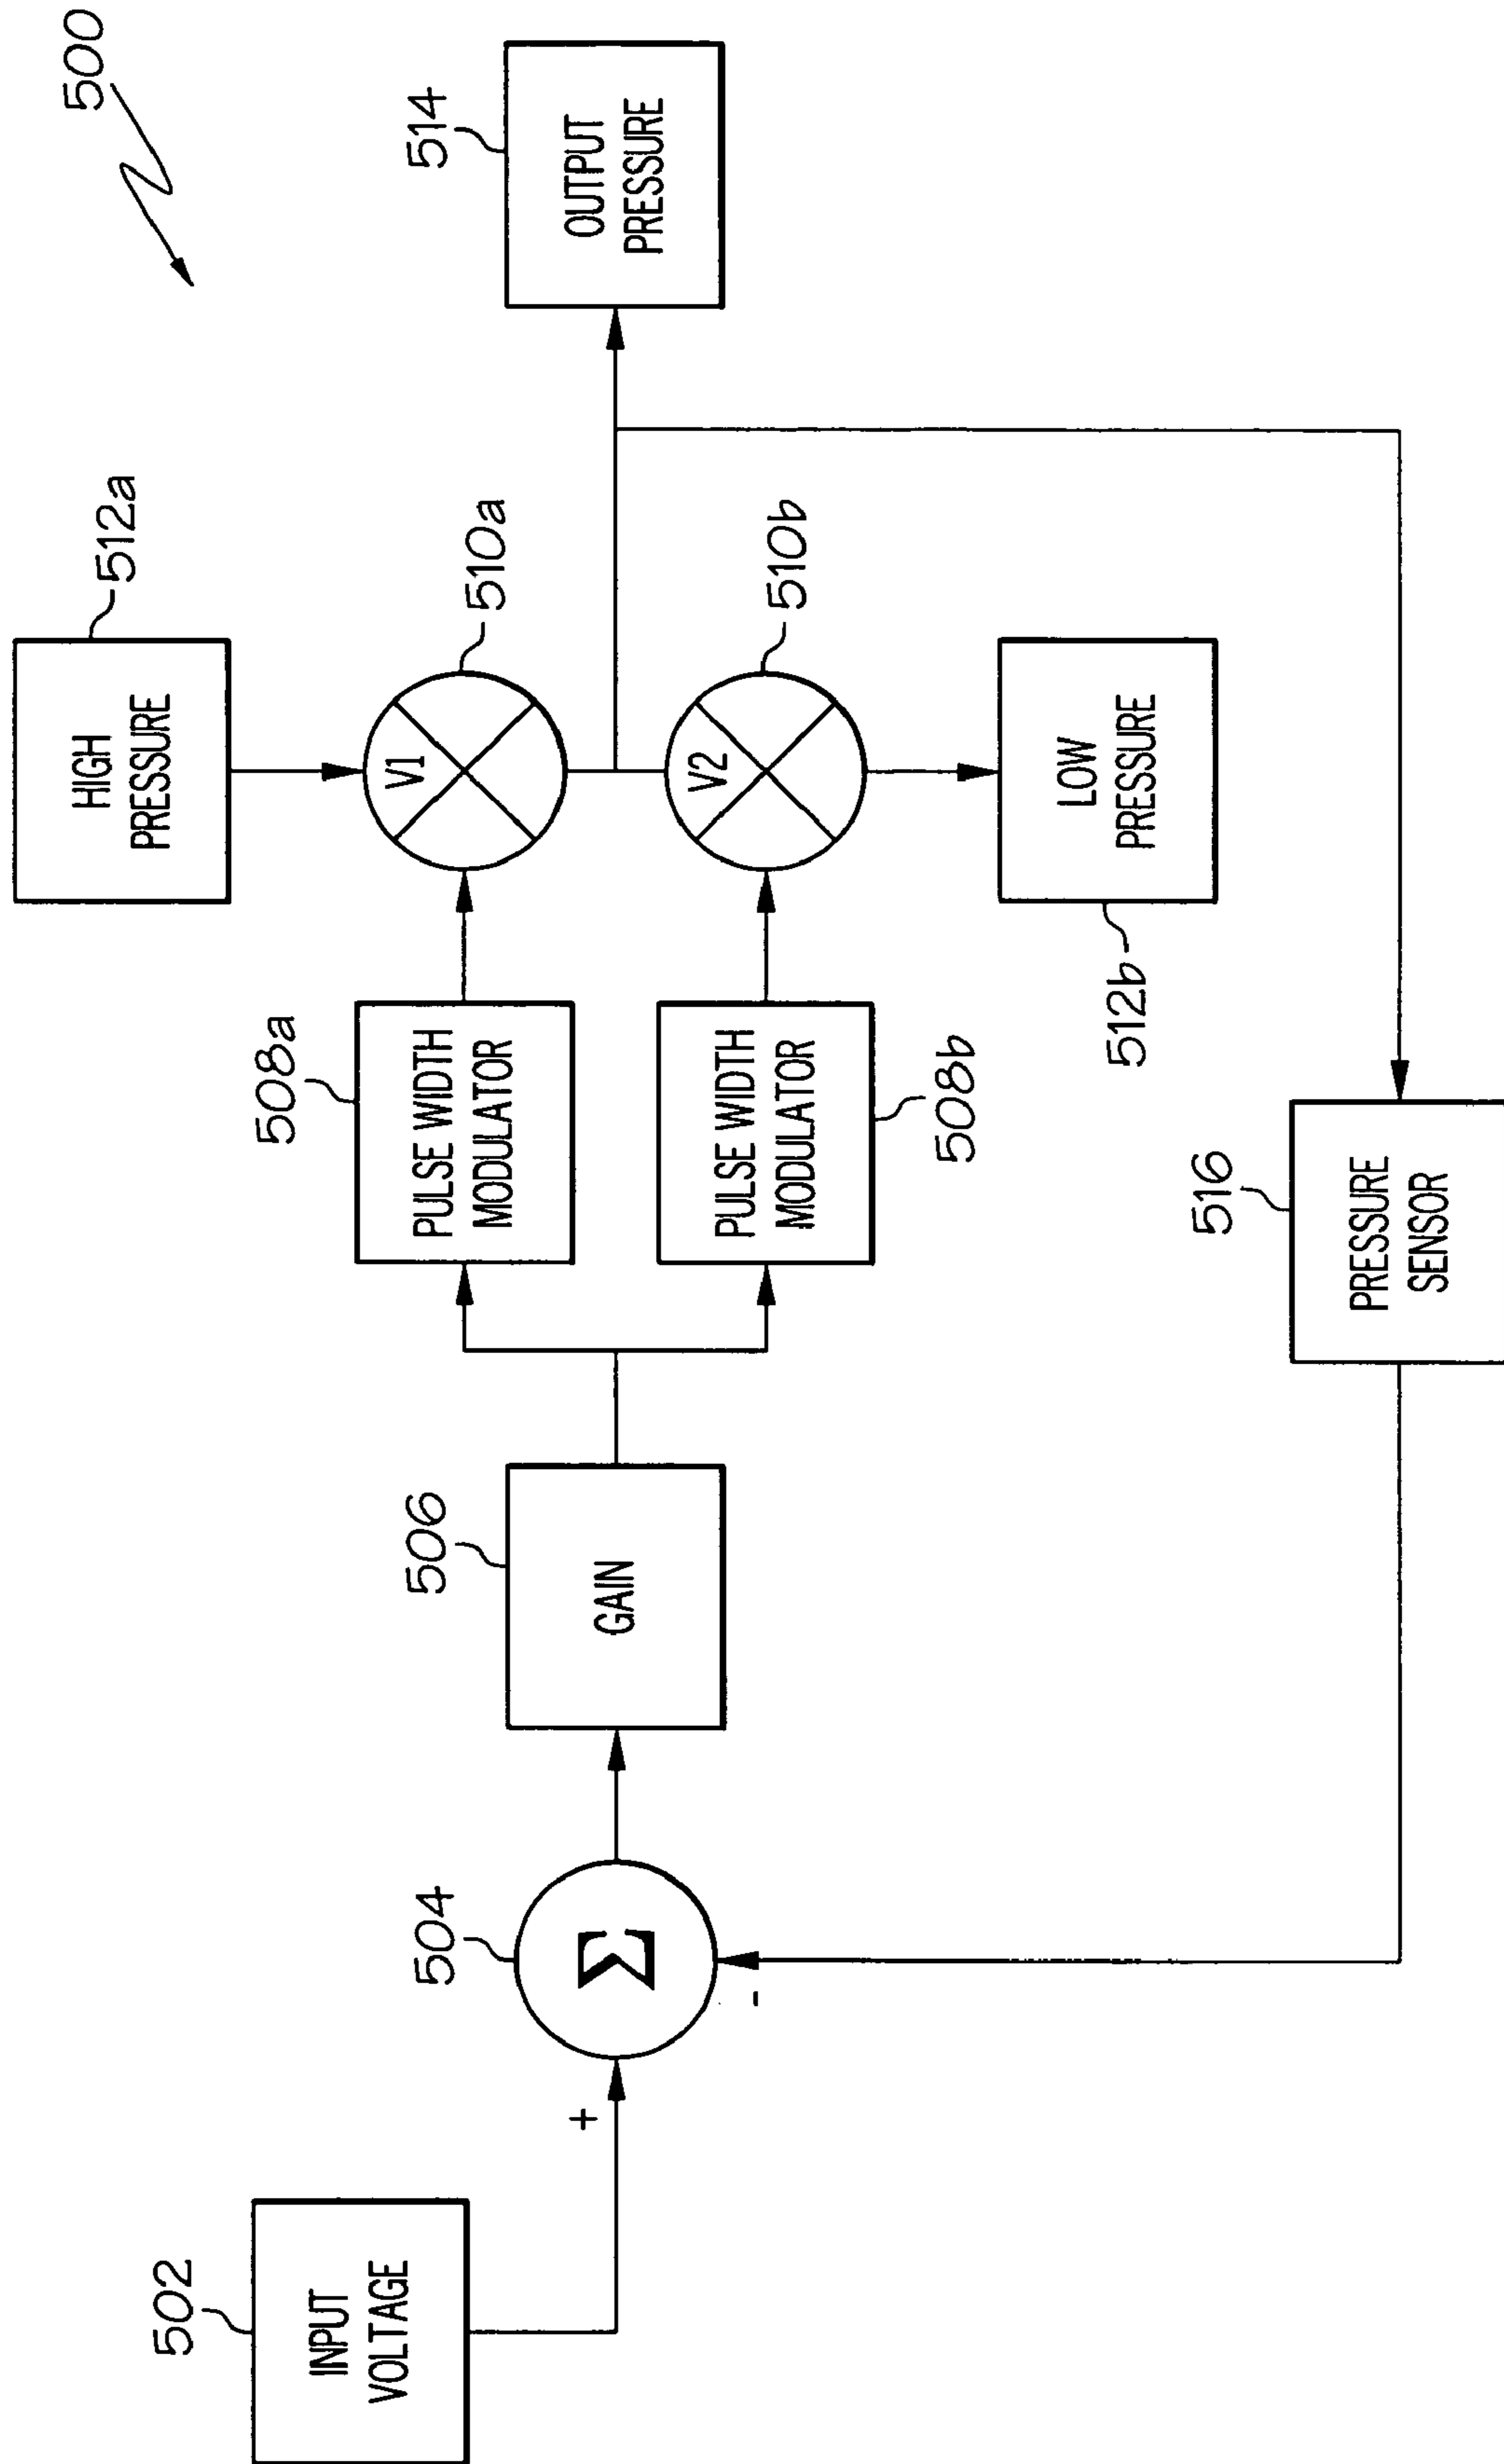 500
512a
HIGH
PRESSURE
514
OUTPUT
PRESSURE
508a
PULSE WIDTH
MODULATOR
V1
510a
502
INPUT
VOLTAGE
+
504
Σ
-
506
GAIN
508b
PULSE WIDTH
MODULATOR
V2
510b
512b
LOW
PRESSURE
516
PRESSURE
SENSOR